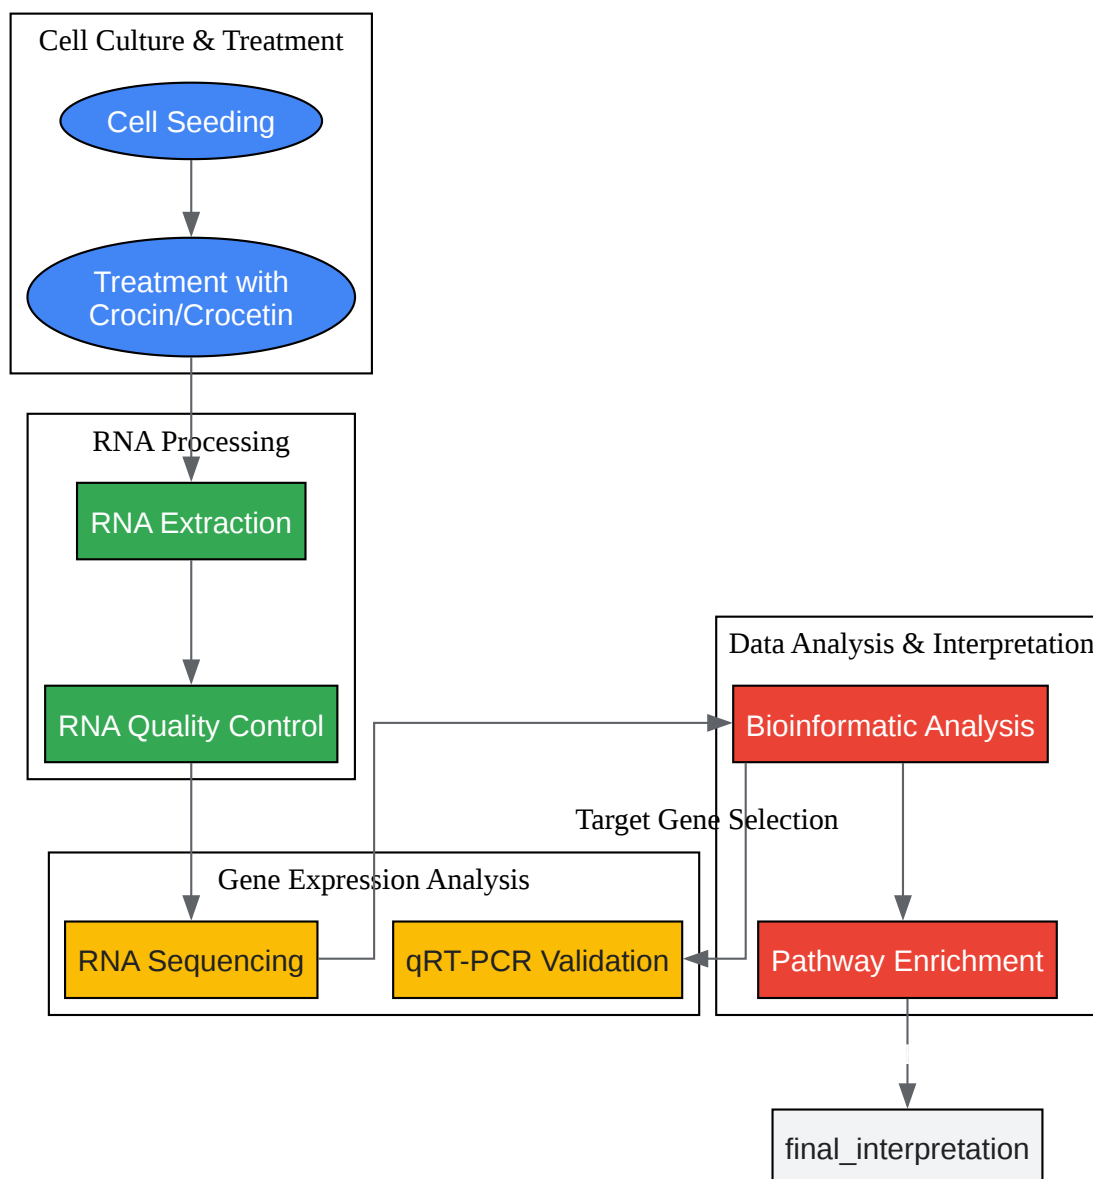 Cell Culture & Treatment
Cell Seeding
Treatment with
Crocin/Crocetin
RNA Processing
RNA Extraction
RNA Quality Control
Data Analysis & Interpretation
Bioinformatic Analysis
Target Gene Selection
Gene Expression Analysis
RNA Sequencing
qRT-PCR Validation
Pathway Enrichment
final_interpretation